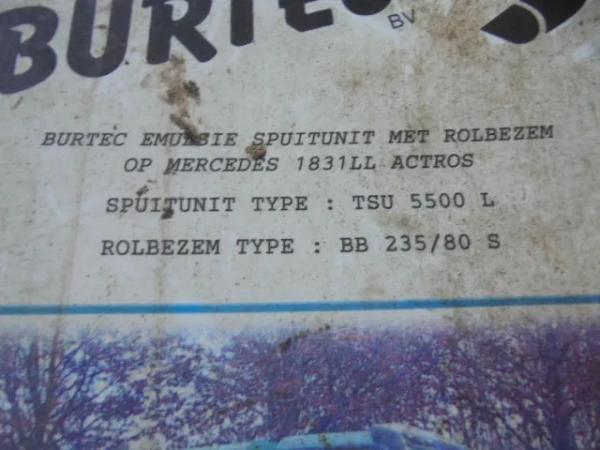 BURTEC
BV
BURTEC EMULSIE SPUITUNIT MET ROLBEZEM
OP MERCEDES 1831LL ACTROS
SPUITUNIT TYPE : TSU 5500 L
ROLBEZEM TYPE : BB 235/80 S